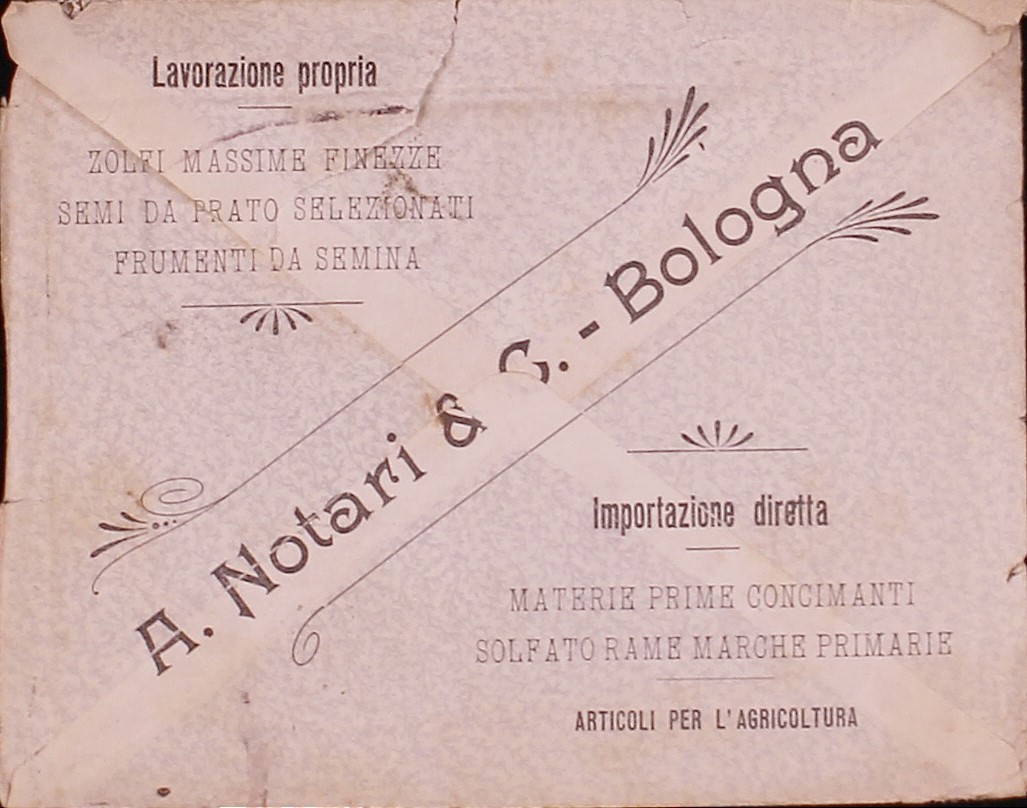 Lavorazione propria
ZOLFI MASSIME FINEZZE
SEMI DA PRATO SELEZIONATI
FRUMENTI DA SEMINA
A. Notari & C. - Bologna
Importazione diretta
MATERIE PRIME CONCIMANTI
SOLFATO RAME MARCHE PRIMARIE
ARTICOLI PER L'AGRICOLTURA